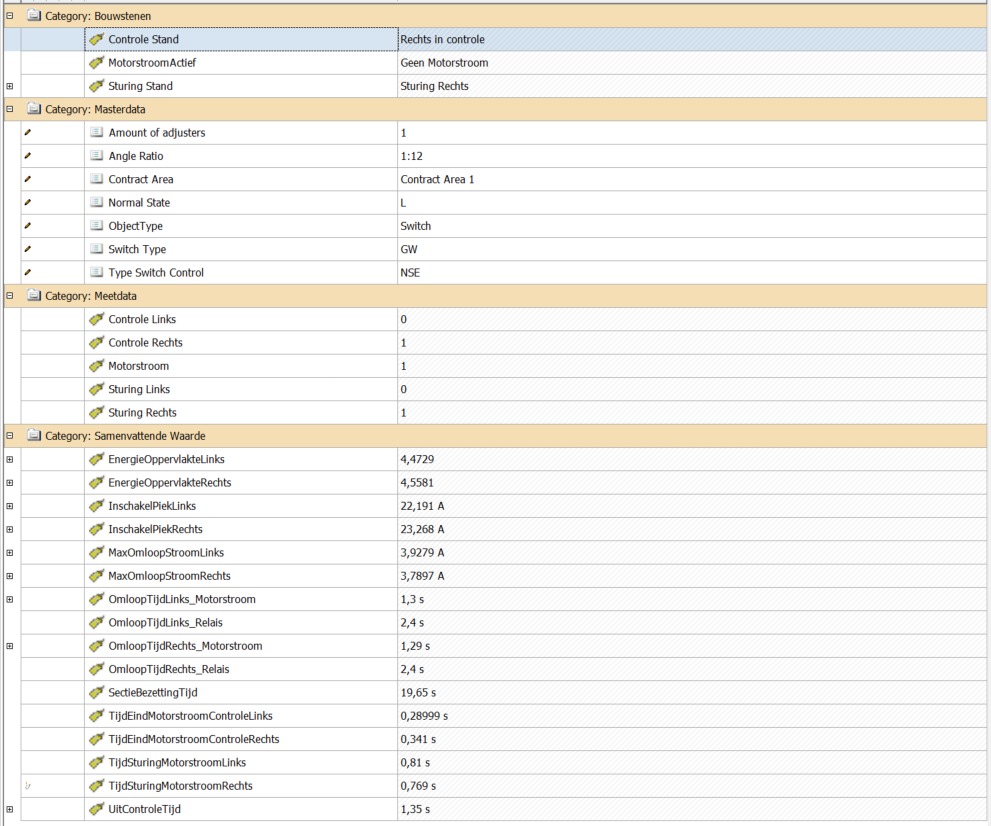 Category: Bouwstenen
Controle Stand Rechts in controle
MotorstroomActief Geen Motorstroom
Sturing Stand Sturing Rechts
Category: Masterdata
Amount of adjusters 1
Angle Ratio 1:12
Contract Area Contract Area 1
Normal State L
ObjectType Switch
Switch Type GW
Type Switch Control NSE
Category: Meetdata
Controle Links 0
Controle Rechts 1
Motorstroom 1
Sturing Links 0
Sturing Rechts 1
Category: Samenvattende Waarde
EnergieOppervlakteLinks 4,4729
EnergieOppervlakteRechts 4,5581
InschakelPiekLinks 22,191 A
InschakelPiekRechts 23,268 A
MaxOmloopStroomLinks 3,9279 A
MaxOmloopStroomRechts 3,7897 A
OmloopTijdLinks_Motorstroom 1,3 s
OmloopTijdLinks_Relais 2,4 s
OmloopTijdRechts_Motorstroom 1,29 s
OmloopTijdRechts_Relais 2,4 s
SectieBezettingTijd 19,65 s
TijdEindMotorstroomControleLinks 0,28999 s
TijdEindMotorstroomControleRechts 0,341 s
TijdSturingMotorstroomLinks 0,81 s
TijdSturingMotorstroomRechts 0,769 s
UitControleTijd 1,35 s